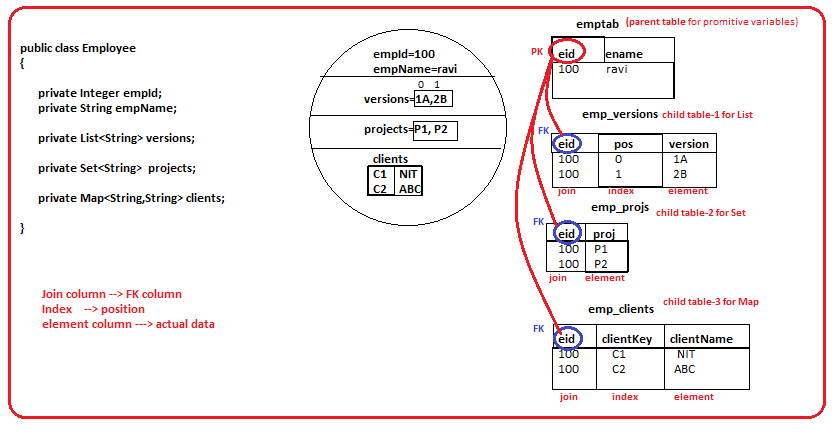 public class Employee
{
private Integer empId;
private String empName;
private List<String> versions;
private Set<String> projects;
private Map<String,String> clients;
}
Join column --> FK column
Index --> position
element column ---> actual data
empId=100
empName=ravi
0 1
versions=1A,2B
projects=P1, P2
clients
C1 NIT
C2 ABC
emptab (parent table for promitive variables)
PK eid ename
100 ravi
emp_versions child table-1 for List
FK
eid pos version
100 0 1A
100 1 2B
join index element
emp_projs child table-2 for Set
FK
eid proj
100 P1
100 P2
join element
child table-3 for Map
emp_clients
FK
eid clientKey clientName
100 C1 NIT
100 C2 ABC
join index element